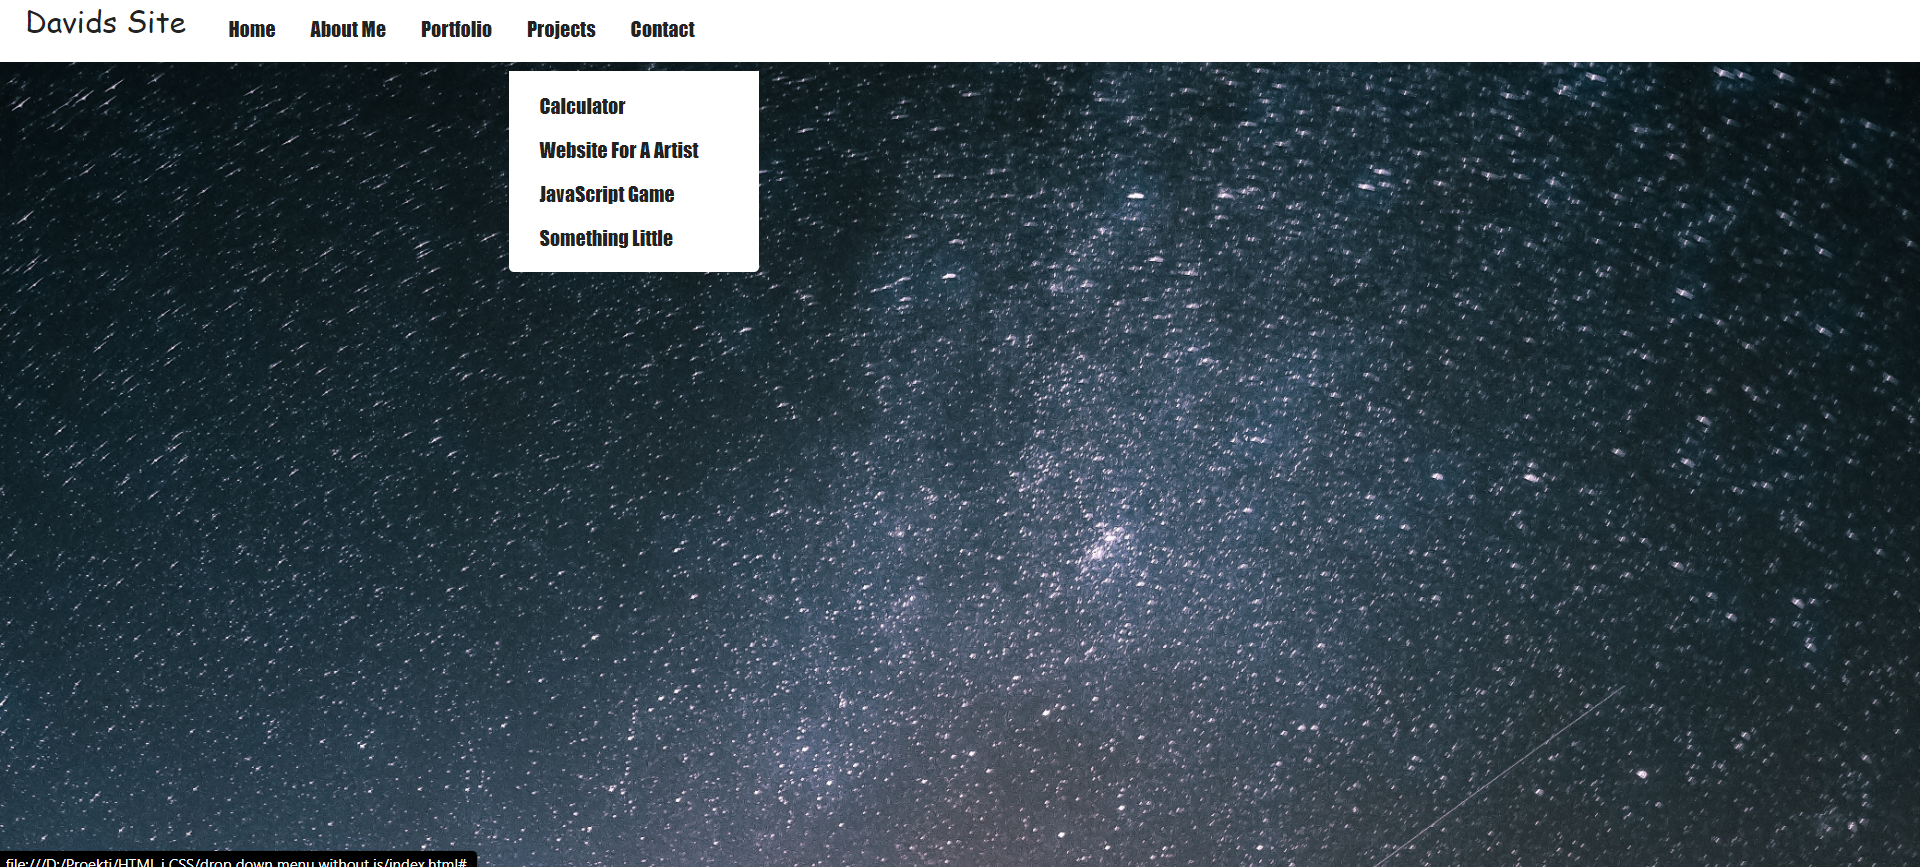 Davids Site
Home About Me Portfolio Projects Contact
Calculator
Website For A Artist
JavaScript Game
Something Little
file:///D:/Proekti/HTML i CSS/drop down menu without js/index.html#